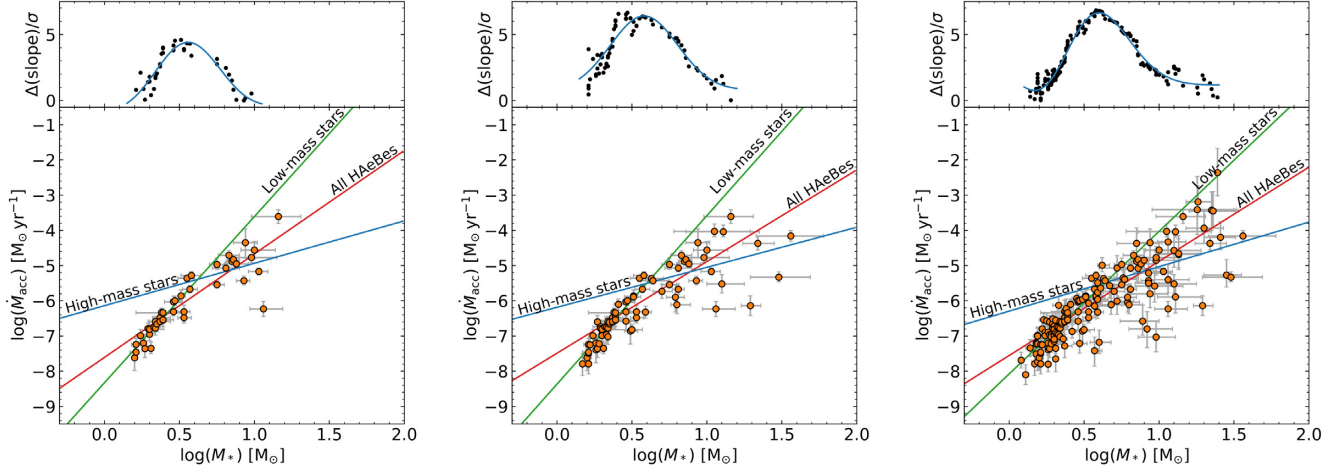 5
0
Δ(slope)/σ
5
0
Δ(slope)/σ
5
0
Δ(slope)/σ
−1
−2
−3
−4
−5
−6
−7
−8
−9
log(Ṁacc) [M⊙ yr−1]
Low-mass stars
All HAeBes
High-mass stars
0.0 0.5 1.0 1.5 2.0
log(M*) [M⊙]
−1
−2
−3
−4
−5
−6
−7
−8
−9
log(Ṁacc) [M⊙ yr−1]
Low-mass stars
All HAeBes
High-mass stars
0.0 0.5 1.0 1.5 2.0
log(M*) [M⊙]
−1
−2
−3
−4
−5
−6
−7
−8
−9
log(Ṁacc) [M⊙ yr−1]
Low-mass stars
All HAeBes
High-mass stars
0.0 0.5 1.0 1.5 2.0
log(M*) [M⊙]